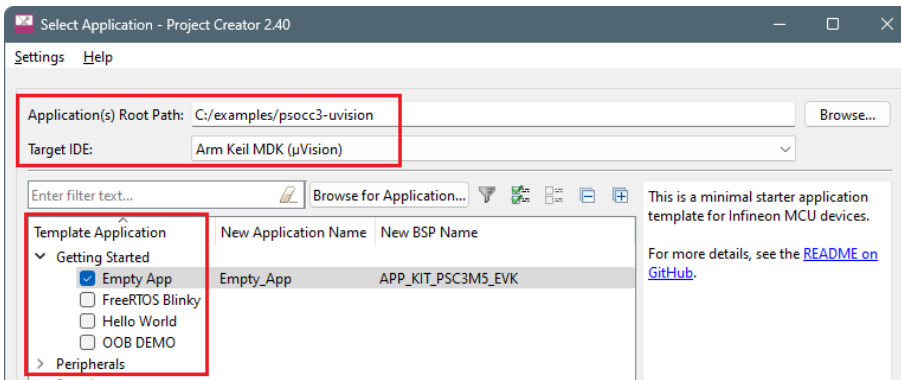 Select Application - Project Creator 2.40
Settings Help
Application(s) Root Path: C:/examples/psocc3-uvision Browse...
Target IDE: Arm Keil MDK (µVision)
Enter filter text... Browse for Application...
Template Application New Application Name New BSP Name
Getting Started
Empty App Empty_App APP_KIT_PSC3M5_EVK
FreeRTOS Blinky
Hello World
OOB DEMO
Peripherals
This is a minimal starter application
template for Infineon MCU devices.
For more details, see the README on
GitHub.